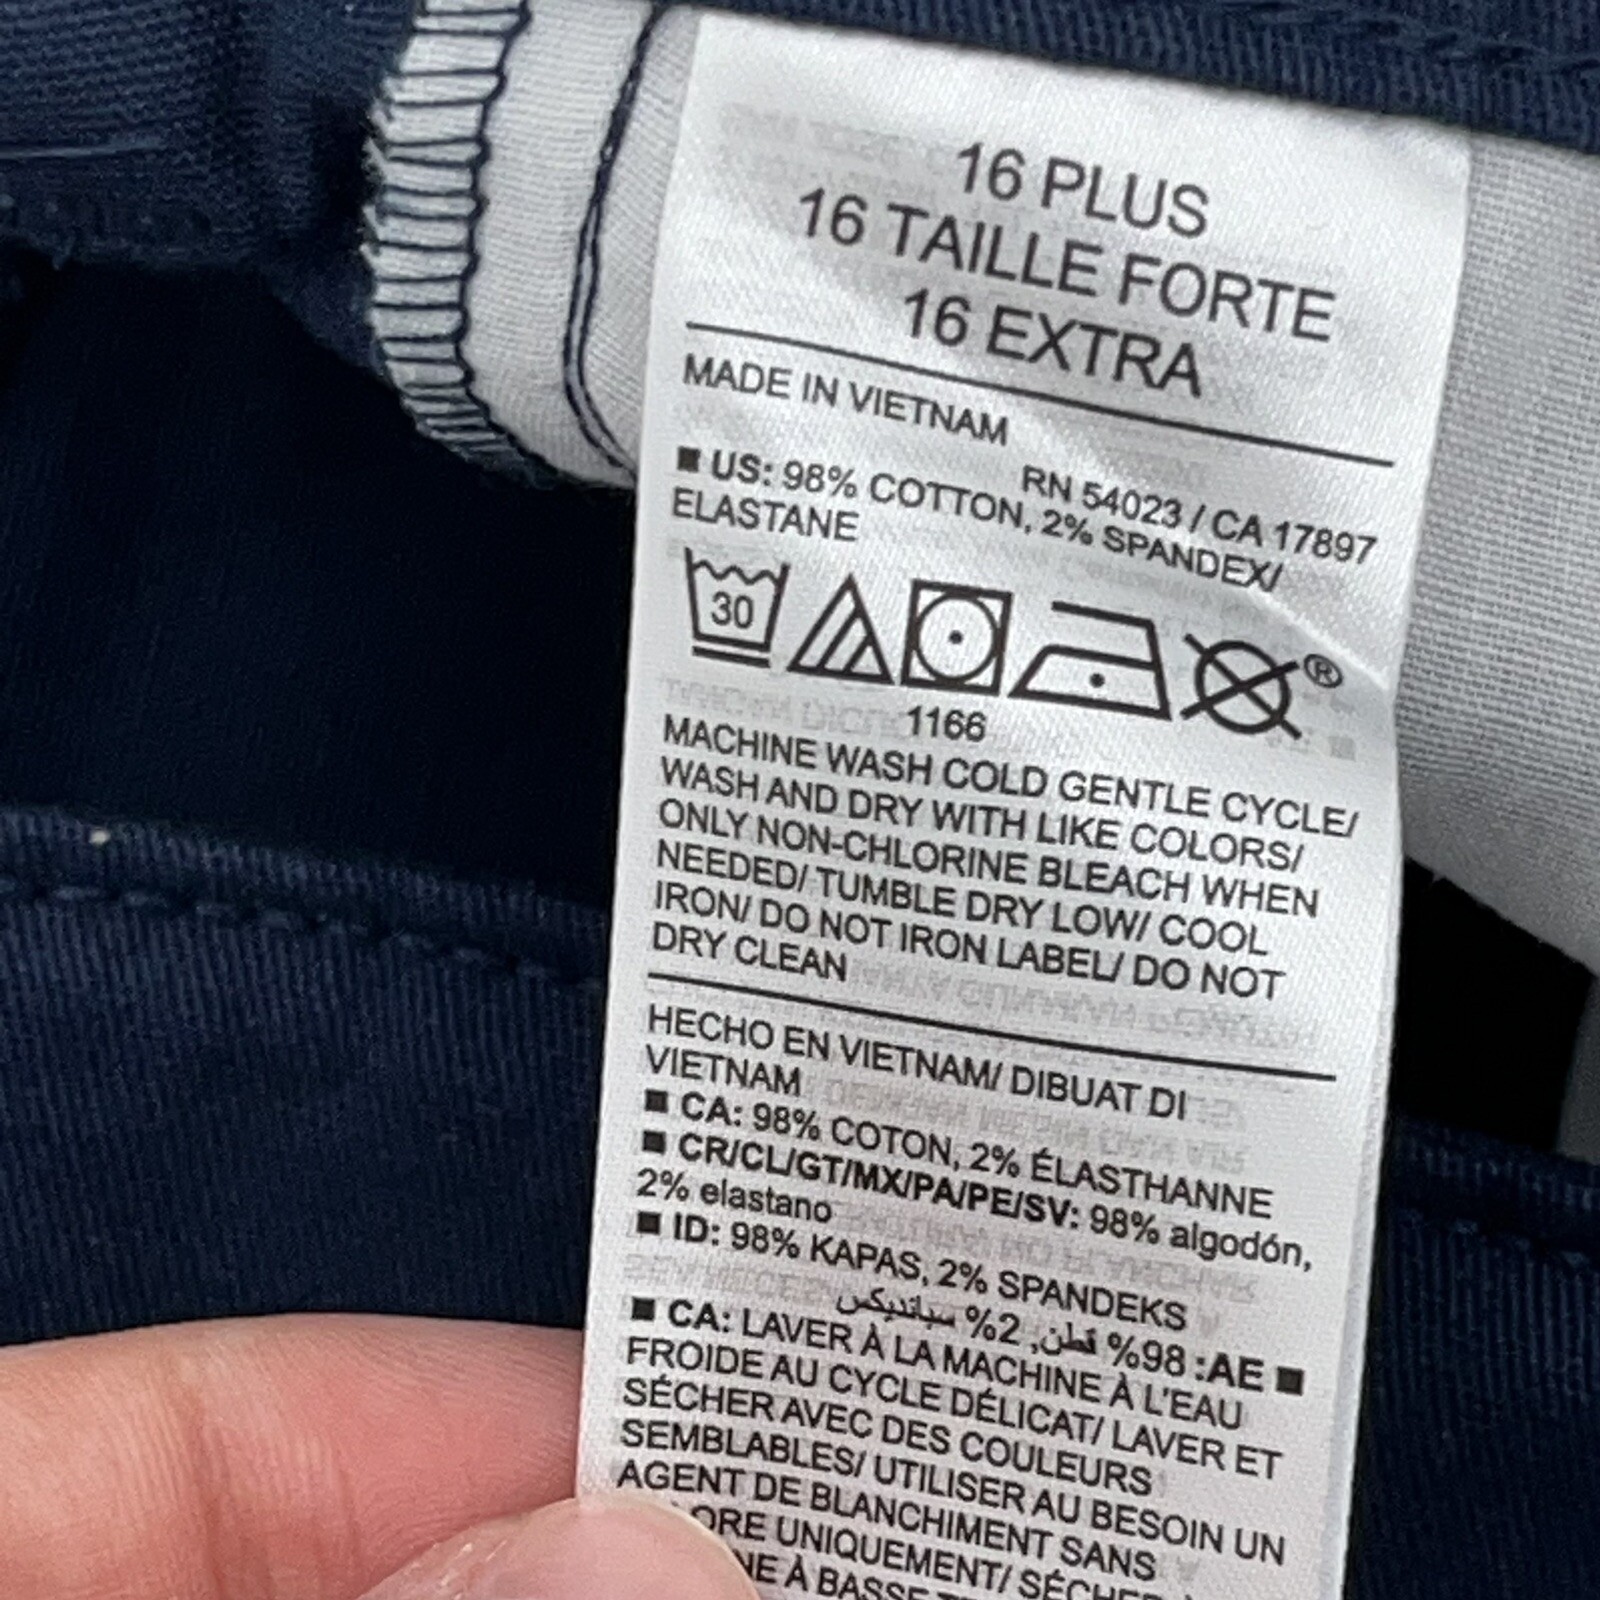 16 PLUS
16 TAILLE FORTE
16 EXTRA
MADE IN VIETNAM
RN 54023 / CA 17897
■ US: 98% COTTON, 2% SPANDEX/
ELASTANE
30
®
1166
MACHINE WASH COLD GENTLE CYCLE/
WASH AND DRY WITH LIKE COLORS/
ONLY NON-CHLORINE BLEACH WHEN
NEEDED/ TUMBLE DRY LOW/ COOL
IRON/ DO NOT IRON LABEL/ DO NOT
DRY CLEAN
HECHO EN VIETNAM/ DIBUAT DI
VIETNAM
■ CA: 98% COTON, 2% ÉLASTHANNE
■ CR/CL/GT/MX/PA/PE/SV: 98% algodón,
2% elastano
■ ID: 98% KAPAS, 2% SPANDEKS
■ AE: 98% قطن, 2% سباندیکس
■ CA: LAVER À LA MACHINE À L'EAU
FROIDE AU CYCLE DÉLICAT/ LAVER ET
SÉCHER AVEC DES COULEURS
SEMBLABLES/ UTILISER AU BESOIN UN
AGENT DE BLANCHIMENT SANS
UNIQUEMENT/
À BASSE